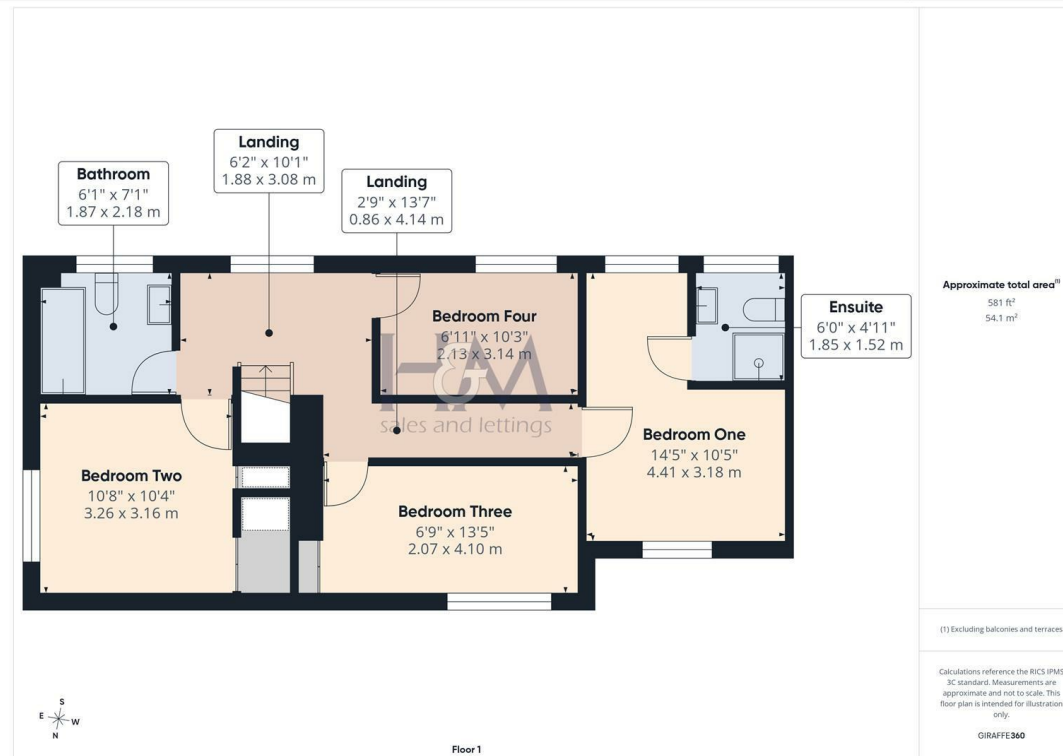 Landing
6'2" x 10'1"
1.88 x 3.08 m
Bathroom
6'1" x 7'1"
1.87 x 2.18 m
Landing
2'9" x 13'7"
0.86 x 4.14 m
Bedroom Four
6'11" x 10'3"
2.13 x 3.14 m
Ensuite
6'0" x 4'11"
1.85 x 1.52 m
H&M
sales and lettings
Bedroom One
14'5" x 10'5"
4.41 x 3.18 m
Bedroom Two
10'8" x 10'4"
3.26 x 3.16 m
Bedroom Three
6'9" x 13'5"
2.07 x 4.10 m
S
E
W
N
Floor 1
Approximate total area(1)
581 ft²
54.1 m²
(1) Excluding balconies and terraces
Calculations reference the RICS IPMS
3C standard. Measurements are
approximate and not to scale. This
floor plan is intended for illustration
only.
GIRAFFE360